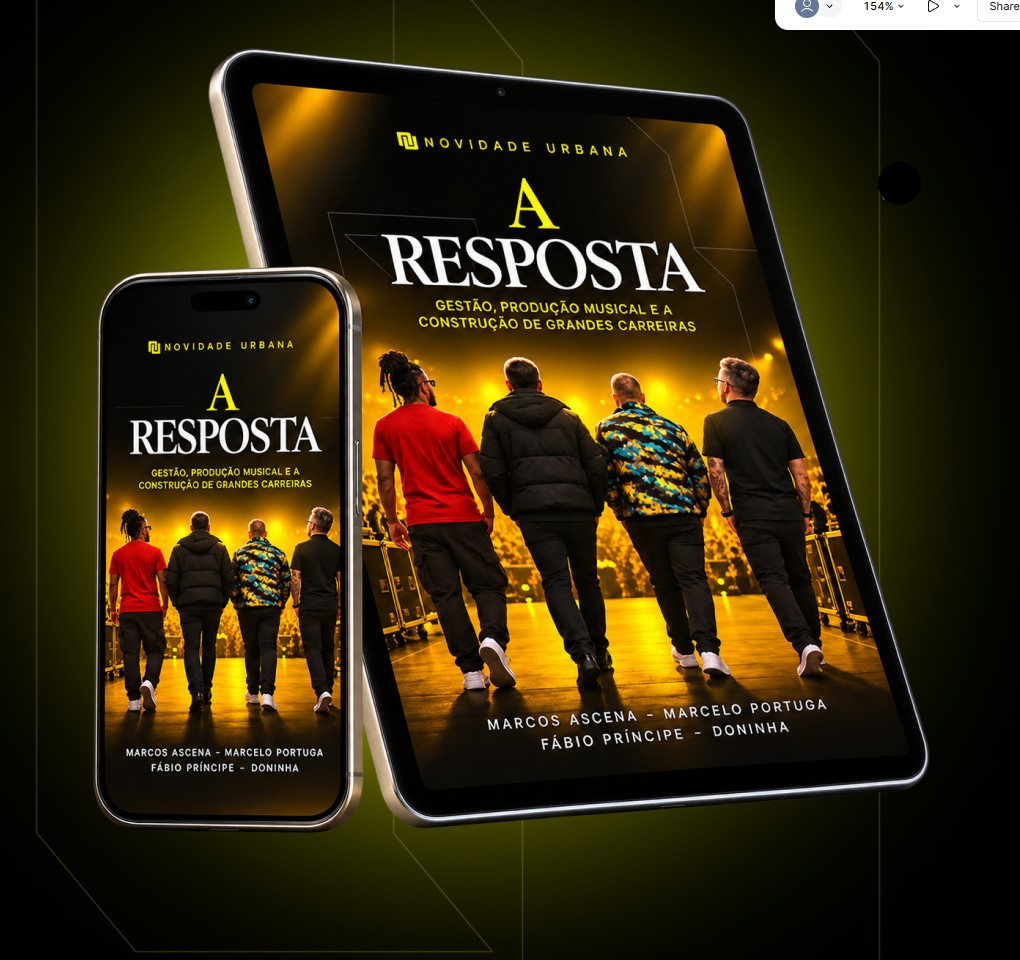 154%
Share
NOVIDADE URBANA
A
RESPOSTA
GESTÃO, PRODUÇÃO MUSICAL E A
CONSTRUÇÃO DE GRANDES CARREIRAS
MARCOS ASCENA - MARCELO PORTUGA
FÁBIO PRÍNCIPE - DONINHA
NOVIDADE URBANA
A
RESPOSTA
GESTÃO, PRODUÇÃO MUSICAL E A
CONSTRUÇÃO DE GRANDES CARREIRAS
MARCOS ASCENA - MARCELO PORTUGA
FÁBIO PRÍNCIPE - DONINHA